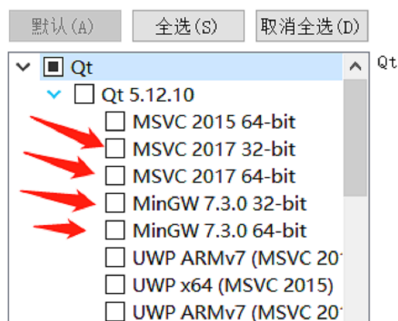 默认(A) 全选(S) 取消全选(D)
Qt Qt
Qt 5.12.10
MSVC 2015 64-bit
MSVC 2017 32-bit
MSVC 2017 64-bit
MinGW 7.3.0 32-bit
MinGW 7.3.0 64-bit
UWP ARMv7 (MSVC 20
UWP x64 (MSVC 2015)
UWP ARMv7 (MSVC 20